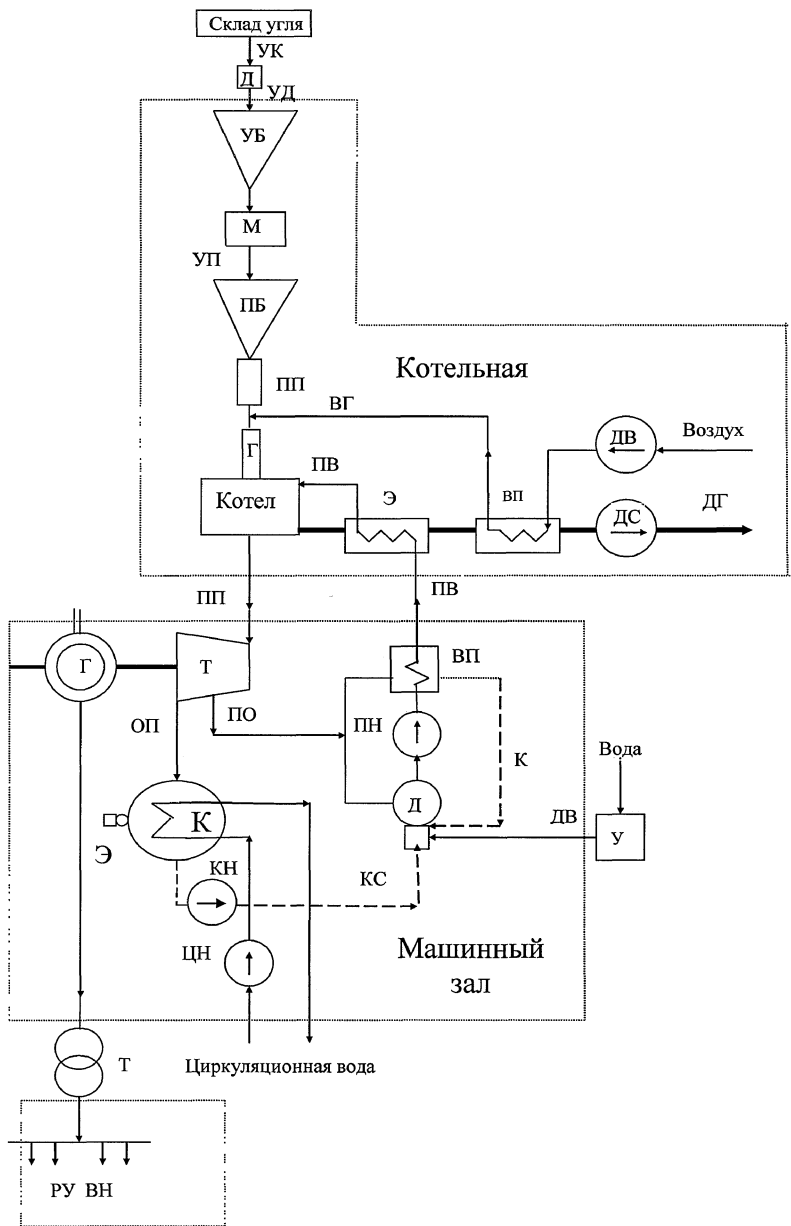 Склад угля
УК
Д
УД
УБ
М
УП
ПБ
ПП
Котельная
ВГ
Г
ДВ
Воздух
ПВ
Э
ВП
Котел
ДС
ДГ
ПП
ПВ
Г
Т
ВП
ОП
ПО
ПН
К
Вода
Д
ДВ
У
К
Э
КН
КС
ЦН
Машинный
зал
Т
Циркуляционная вода
РУ ВН